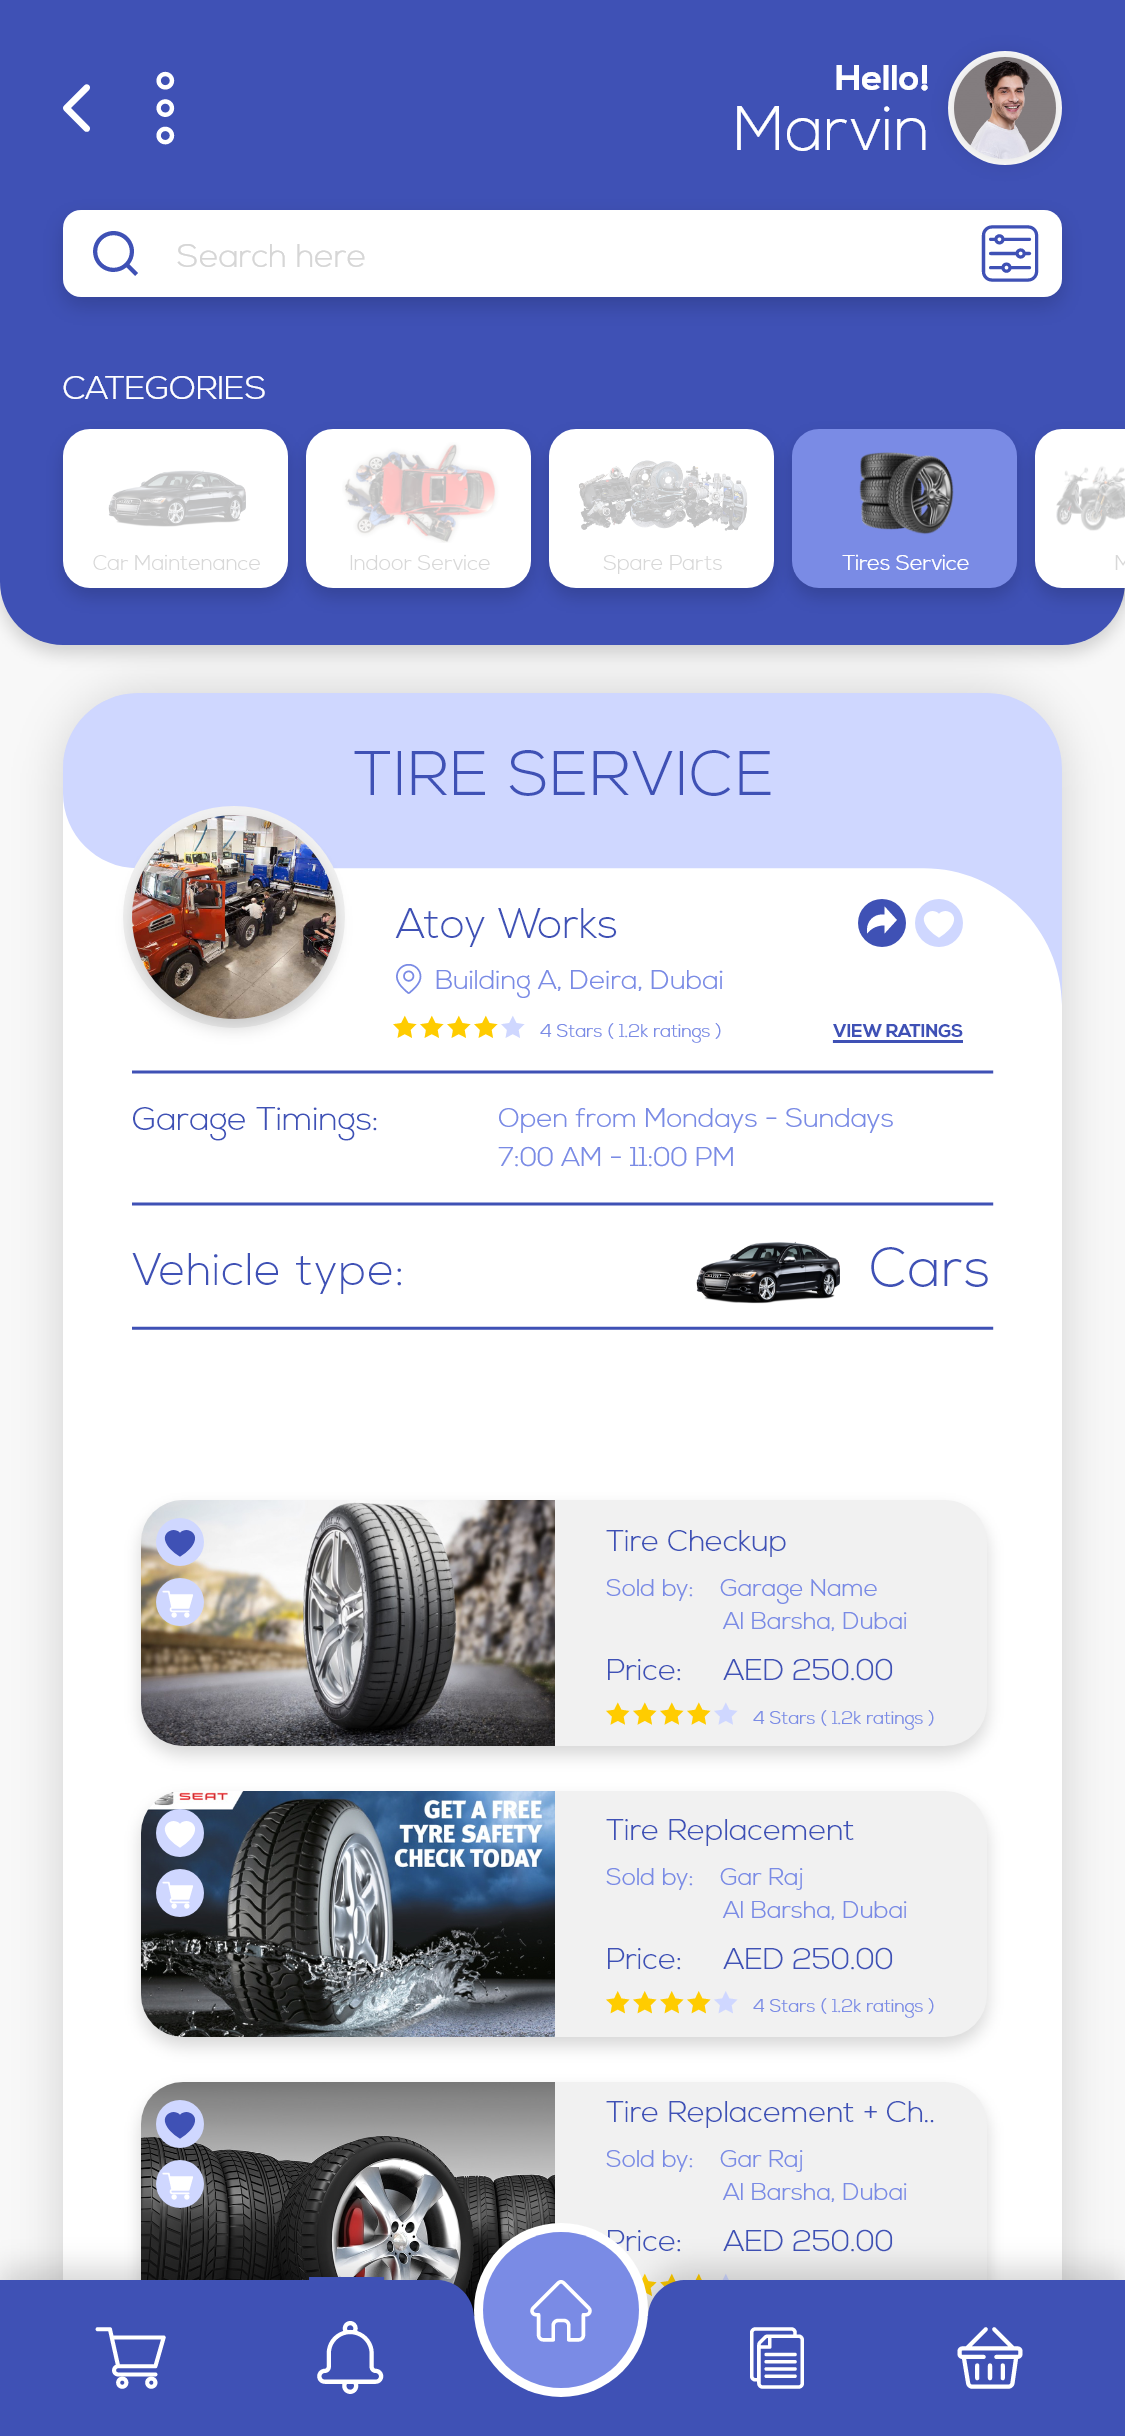 Hello!
Marvin
Search here
CATEGORIES
Car Maintenance
Indoor Service
Spare Parts
Tires Service
M
TIRE SERVICE
Atoy Works
Building A, Deira, Dubai
4 Stars ( 1.2k ratings )
VIEW RATINGS
Garage Timings:
Open from Mondays - Sundays
7:00 AM - 11:00 PM
Vehicle type:
Cars
Tire Checkup
Sold by: Garage Name
Al Barsha, Dubai
Price: AED 250.00
4 Stars ( 1.2k ratings )
SEAT
GET A FREE
TYRE SAFETY
CHECK TODAY
Tire Replacement
Sold by: Gar Raj
Al Barsha, Dubai
Price: AED 250.00
4 Stars ( 1.2k ratings )
Tire Replacement + Ch..
Sold by: Gar Raj
Al Barsha, Dubai
Price: AED 250.00